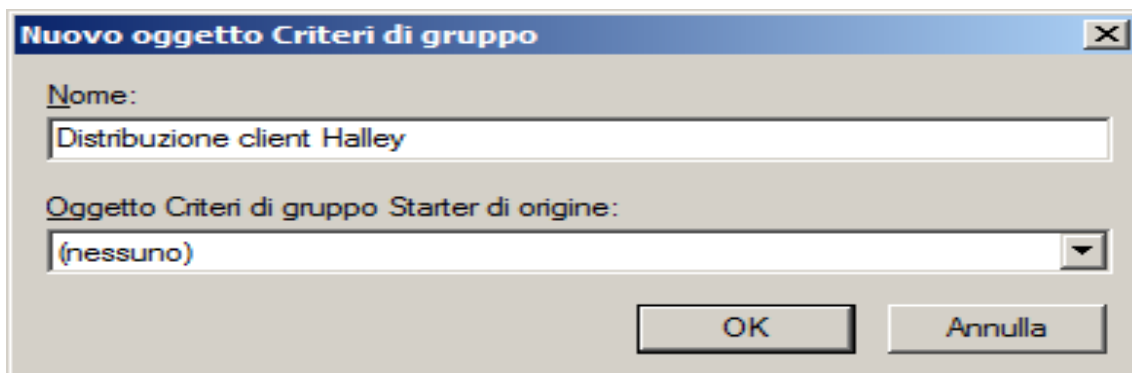 Nuovo oggetto Criteri di gruppo
Nome:
Distribuzione client Halley
Oggetto Criteri di gruppo Starter di origine:
(nessuno)
OK Annulla